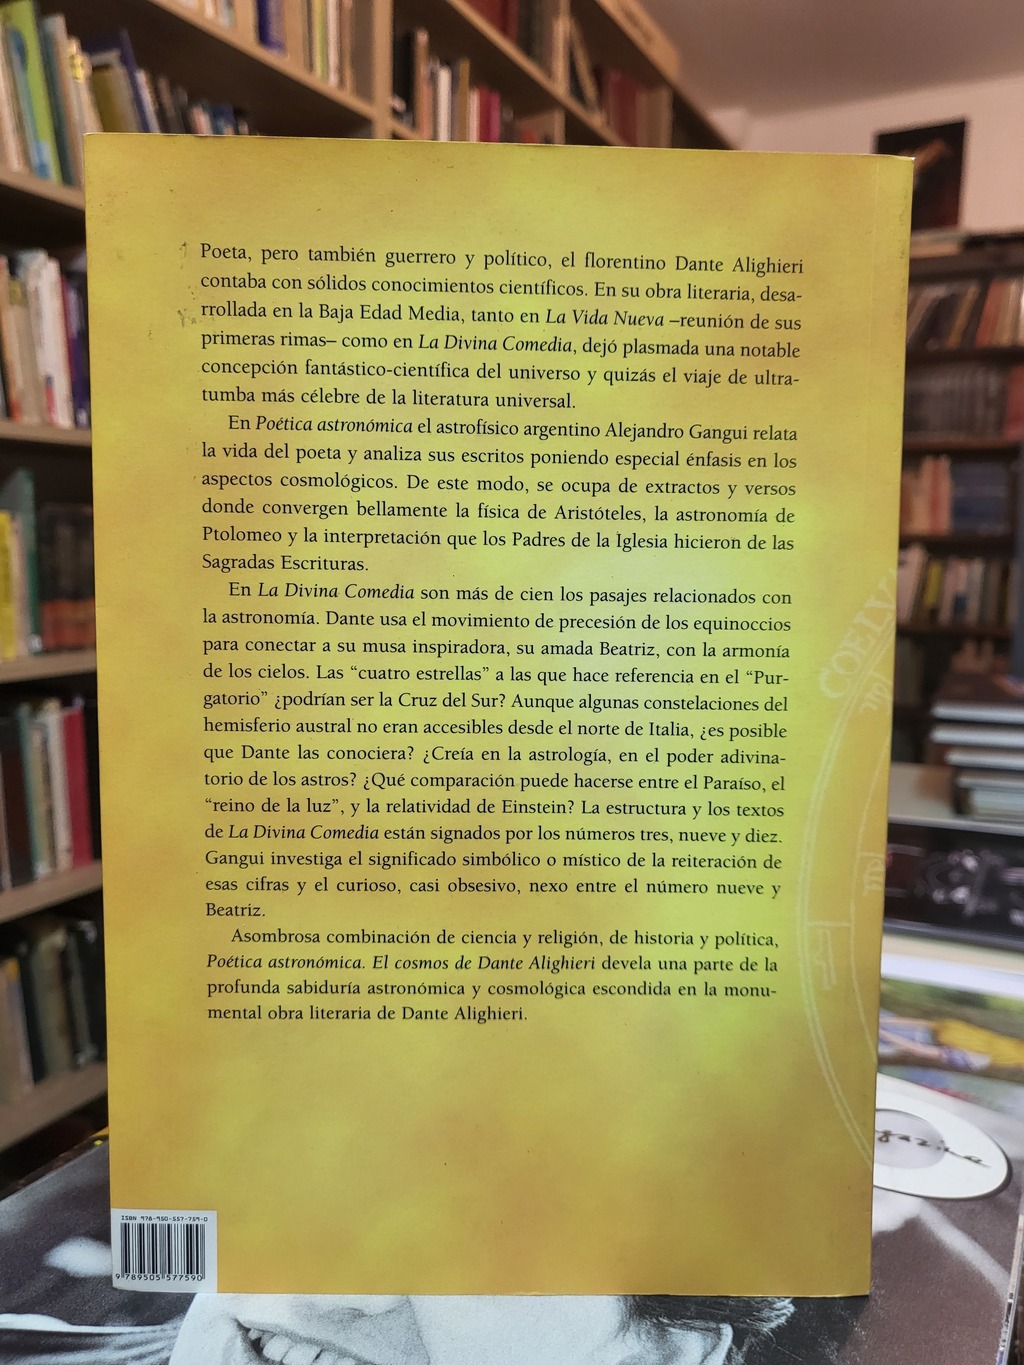 Poeta, pero también guerrero y político, el florentino Dante Alighieri
contaba con sólidos conocimientos científicos. En su obra literaria, desa-
rrollada en la Baja Edad Media, tanto en La Vida Nueva –reunión de sus
primeras rimas– como en La Divina Comedia, dejó plasmada una notable
concepción fantástico-científica del universo y quizás el viaje de ultra-
tumba más célebre de la literatura universal.
En Poética astronómica el astrofísico argentino Alejandro Gangui relata
la vida del poeta y analiza sus escritos poniendo especial énfasis en los
aspectos cosmológicos. De este modo, se ocupa de extractos y versos
donde convergen bellamente la física de Aristóteles, la astronomía de
Ptolomeo y la interpretación que los Padres de la Iglesia hicieron de las
Sagradas Escrituras.
En La Divina Comedia son más de cien los pasajes relacionados con
la astronomía. Dante usa el movimiento de precesión de los equinoccios
para conectar a su musa inspiradora, su amada Beatriz, con la armonía
de los cielos. Las “cuatro estrellas” a las que hace referencia en el “Pur-
gatorio” ¿podrían ser la Cruz del Sur? Aunque algunas constelaciones del
hemisferio austral no eran accesibles desde el norte de Italia, ¿es posible
que Dante las conociera? ¿Creía en la astrología, en el poder adivina-
torio de los astros? ¿Qué comparación puede hacerse entre el Paraíso, el
“reino de la luz”, y la relatividad de Einstein? La estructura y los textos
de La Divina Comedia están signados por los números tres, nueve y diez.
Gangui investiga el significado simbólico o místico de la reiteración de
esas cifras y el curioso, casi obsesivo, nexo entre el número nueve y
Beatriz.
Asombrosa combinación de ciencia y religión, de historia y política,
Poética astronómica. El cosmos de Dante Alighieri devela una parte de la
profunda sabiduría astronómica y cosmológica escondida en la monu-
mental obra literaria de Dante Alighieri.
COELV
ISBN 978-950-557-759-0
9 789505 577590